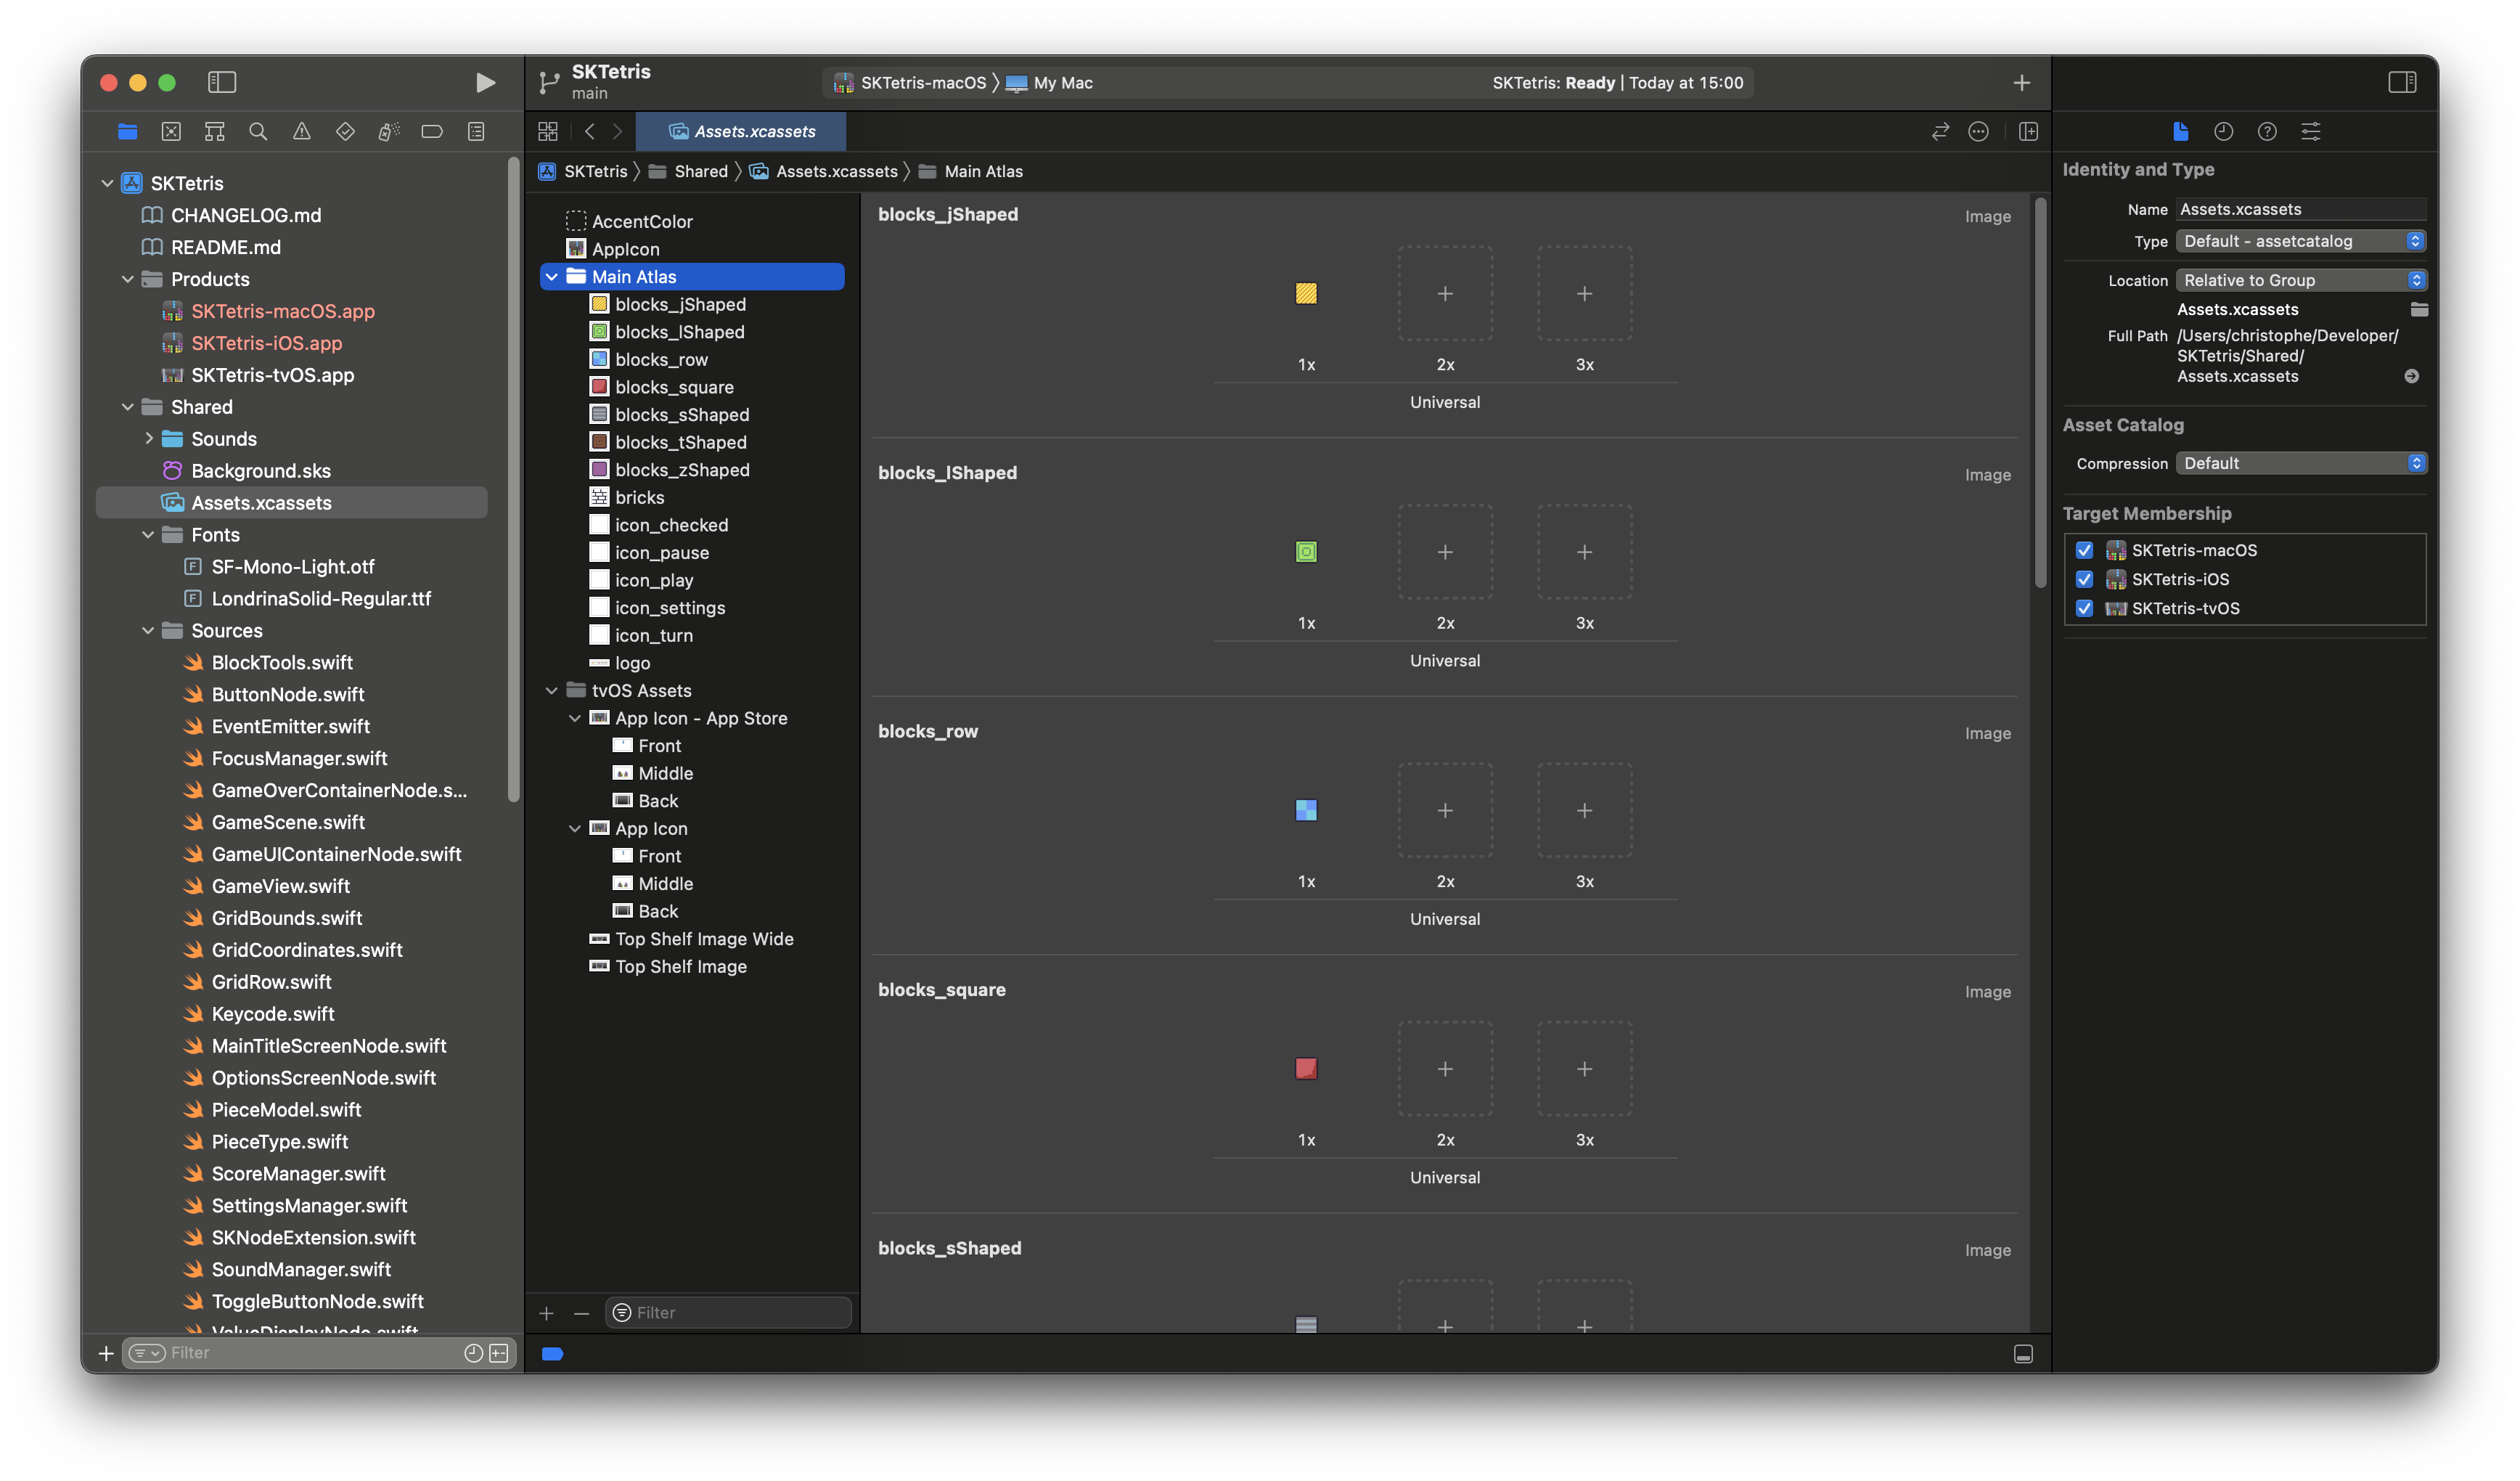 SKTetris
main
SKTetris-macOS
My Mac
SKTetris: Ready | Today at 15:00
SKTetris
CHANGELOG.md
README.md
Products
SKTetris-macOS.app
SKTetris-iOS.app
SKTetris-tvOS.app
Shared
Sounds
Background.sks
Assets.xcassets
Fonts
SF-Mono-Light.otf
LondrinaSolid-Regular.ttf
Sources
BlockTools.swift
ButtonNode.swift
EventEmitter.swift
FocusManager.swift
GameOverContainerNode.s...
GameScene.swift
GameUIContainerNode.swift
GameView.swift
GridBounds.swift
GridCoordinates.swift
GridRow.swift
Keycode.swift
MainTitleScreenNode.swift
OptionsScreenNode.swift
PieceModel.swift
PieceType.swift
ScoreManager.swift
SettingsManager.swift
SKNodeExtension.swift
SoundManager.swift
ToggleButtonNode.swift
ValueDisplayNode.swift
Filter
Assets.xcassets
SKTetris
Shared
Assets.xcassets
Main Atlas
AccentColor
AppIcon
Main Atlas
blocks_jShaped
blocks_lShaped
blocks_row
blocks_square
blocks_sShaped
blocks_tShaped
blocks_zShaped
bricks
icon_checked
icon_pause
icon_play
icon_settings
icon_turn
logo
tvOS Assets
App Icon - App Store
Front
Middle
Back
App Icon
Front
Middle
Back
Top Shelf Image Wide
Top Shelf Image
Filter
blocks_jShaped
Image
1x 2x 3x
Universal
blocks_lShaped
Image
1x 2x 3x
Universal
blocks_row
Image
1x 2x 3x
Universal
blocks_square
Image
1x 2x 3x
Universal
blocks_sShaped
Image
Identity and Type
Name Assets.xcassets
Type Default - assetcatalog
Location Relative to Group
Assets.xcassets
Full Path /Users/christophe/Developer/
SKTetris/Shared/
Assets.xcassets
Asset Catalog
Compression Default
Target Membership
SKTetris-macOS
SKTetris-iOS
SKTetris-tvOS